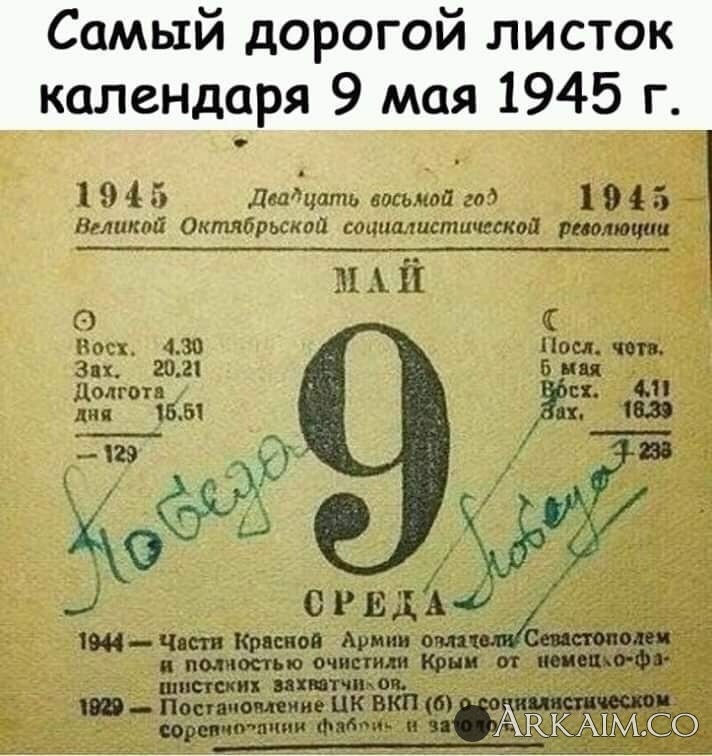 Самый дорогой листок
календаря 9 мая 1945 г.
1945 Двадцать восьмой год 1945
Великой Октябрьской социалистической революции
МАЙ
Восх. 4.30
Зах. 20.21
Долгота
дня 15.51
— 129
9
Посл. четв.
5 мая
Восх. 4.11
Зах. 16.39
+ 236
Победа
Победа
СРЕДА
1944 — Части Красной Армии овладели Севастополем
и полностью очистили Крым от немецко-фа-
шистских захватчиков.
1929 — Постановление ЦК ВКП (б) о социалистическом
соревновании фабрик и заводов.
ARKAIM.CO